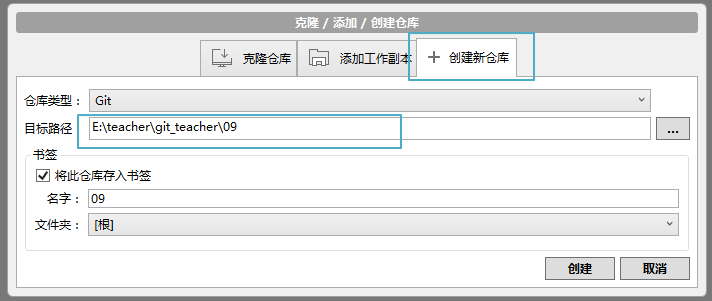 克隆 / 添加 / 创建仓库
克隆仓库 添加工作副本 + 创建新仓库
仓库类型： Git
目标路径 E:\teacher\git_teacher\09 ...
书签
将此仓库存入书签
名字： 09
文件夹： [根]
创建 取消